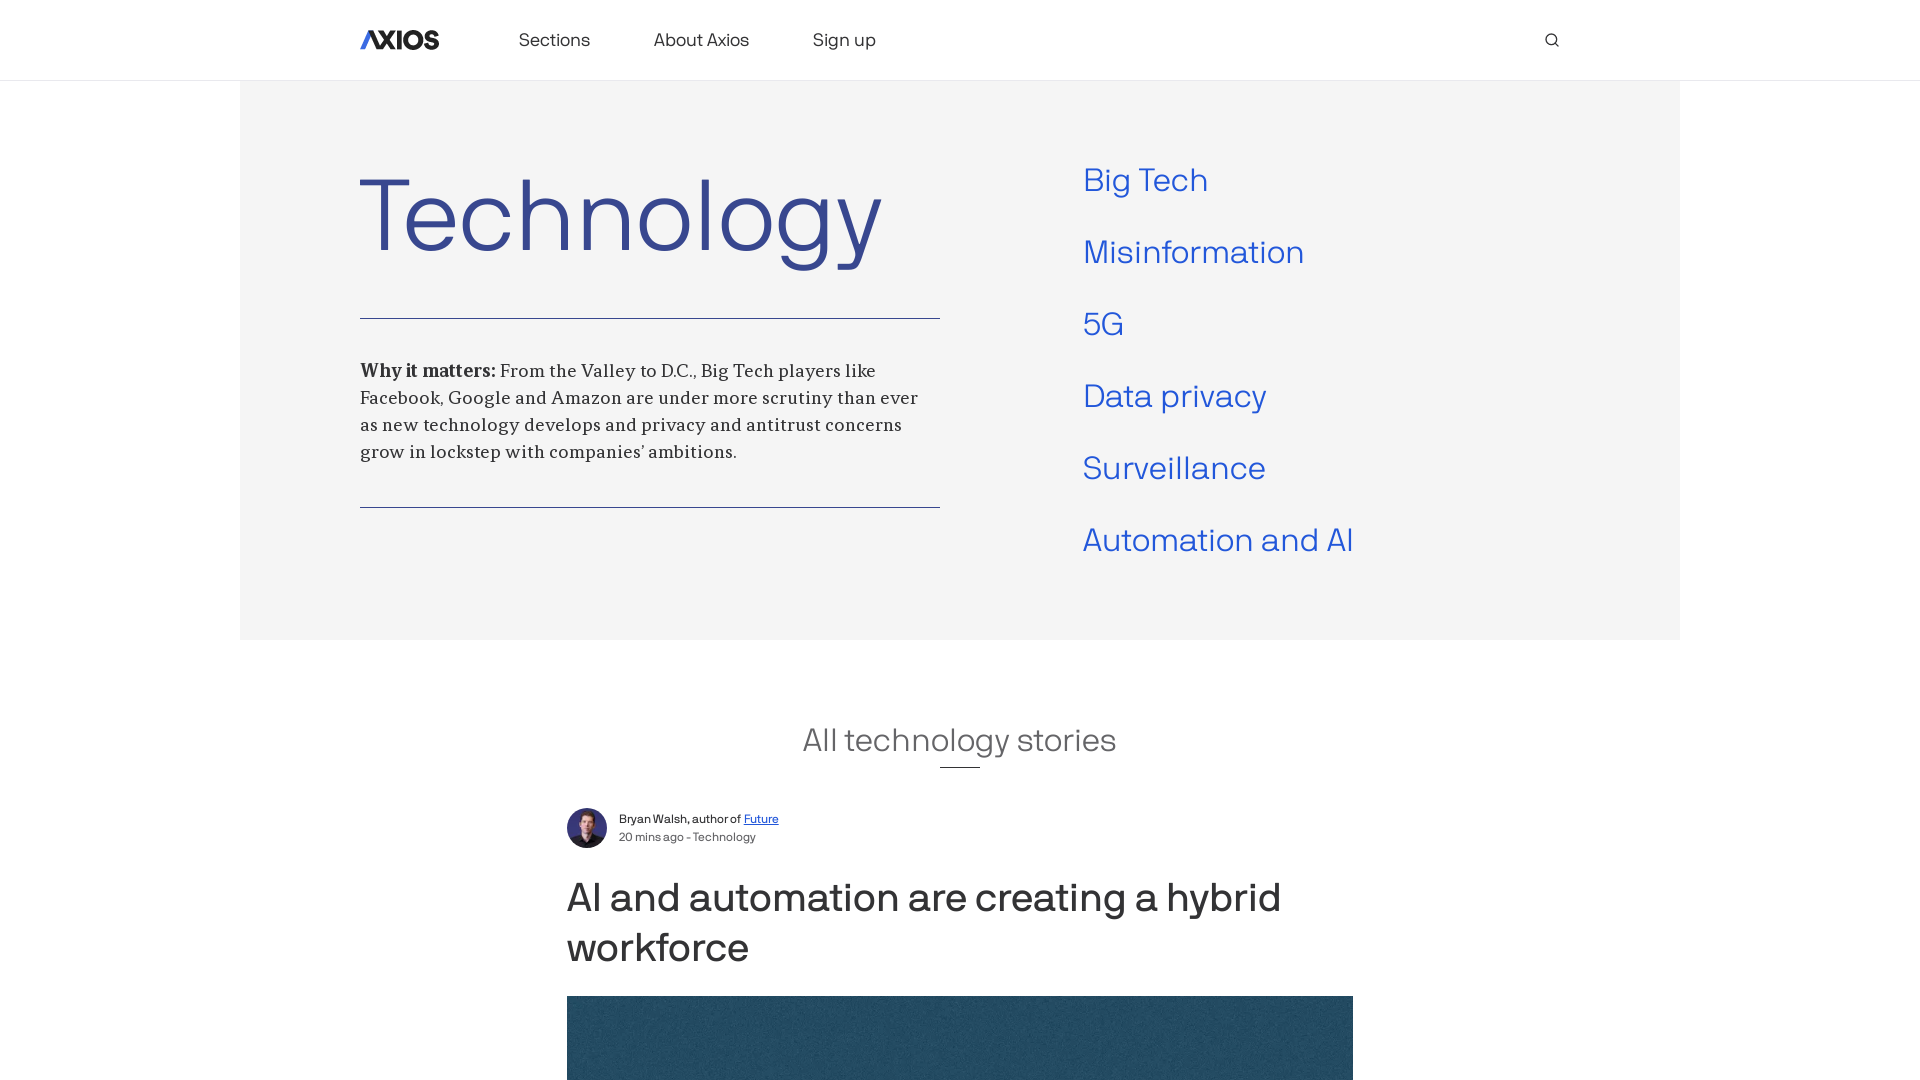 AXIOS
Sections
About Axios
Sign up
Technology
Why it matters: From the Valley to D.C., Big Tech players like
Facebook, Google and Amazon are under more scrutiny than ever
as new technology develops and privacy and antitrust concerns
grow in lockstep with companies’ ambitions.
Big Tech
Misinformation
5G
Data privacy
Surveillance
Automation and AI
All technology stories
Bryan Walsh, author of Future
20 mins ago - Technology
AI and automation are creating a hybrid
workforce